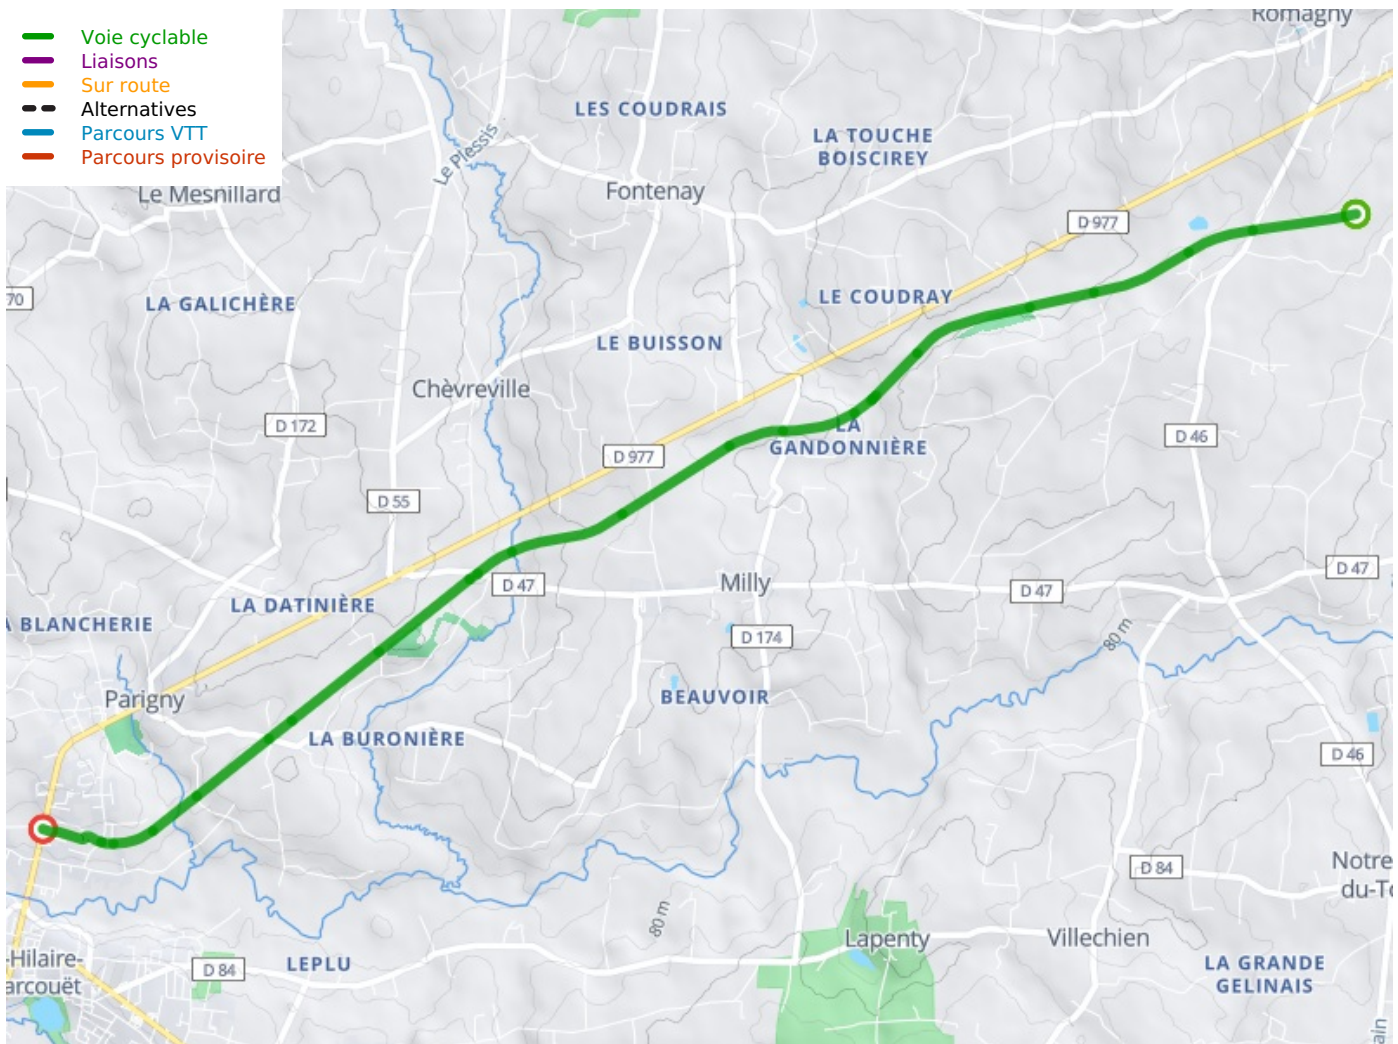 Voie cyclable
Liaisons
Sur route
Alternatives
Parcours VTT
Parcours provisoire
Romagny
LES COUDRAIS
LA TOUCHE
BOISCIREY
Le Plessis
Le Mesnillard
Fontenay
D 977
70
LA GALICHÈRE
LE COUDRAY
LE BUISSON
Chèvreville
D 172
LA
GANDONNIÈRE
D 46
D 977
D 55
D 47
D 47
Milly
D 47
LA DATINIÈRE
A BLANCHERIE
D 174
80 m
Parigny
BEAUVOIR
LA BURONIÈRE
D 46
Notre
du-To
D 84
80 m
Lapenty
Villechien
-Hilaire-
arcouët
D 84
LEPLU
LA GRANDE
GELINAIS
ain